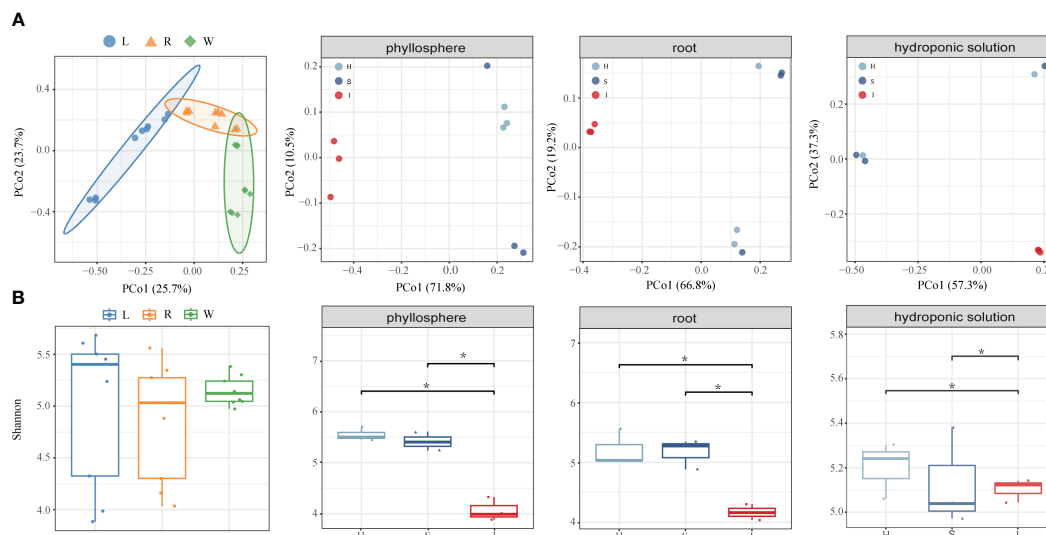 A
L R W
0.4
0.0
−0.4
−0.50 −0.25 0.00 0.25
PCo1 (25.7%)
PCo2 (23.7%)
phyllosphere
H
S
I
0.2
0.1
0.0
−0.1
−0.2
−0.4 −0.2 0.0 0.2
PCo1 (71.8%)
PCo2 (10.5%)
root
H
S
I
0.1
0.0
−0.1
−0.2
−0.4 −0.2 0.0 0.2
PCo1 (66.8%)
PCo2 (19.2%)
hydroponic solution
H
S
I
0.2
0.0
−0.2
−0.4
−0.50 −0.25 0.00 0.25
PCo1 (57.3%)
PCo2 (37.3%)
B
L R W
5.5
5.0
4.5
4.0
Shannon
phyllosphere
7
6
5
4
*
*
H S I
root
7
6
5
4
*
*
H S I
hydroponic solution
5.8
5.6
5.4
5.2
5.0
*
*
H S I